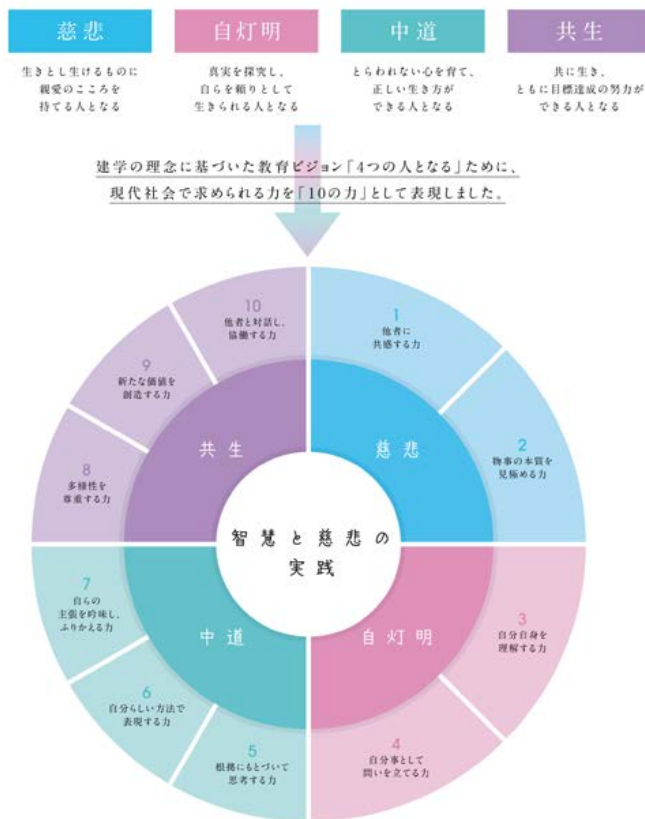 慈悲
生きとし生けるものに
親愛のこころを
持てる人となる
自灯明
真実を探究し、
自らを頼りとして
生きられる人となる
中道
とらわれない心を育て、
正しい生き方が
できる人となる
共生
共に生き、
ともに目標達成の努力が
できる人となる
建学の理念に基づいた教育ビジョン「4つの人となる」ために、
現代社会で求められる力を「10の力」として表現しました。
1
他者に
共感する力
2
物事の本質を
見極める力
3
自分自身を
理解する力
4
自分事として
問いを立てる力
5
根拠にもとづいて
思考する力
6
自分らしい方法で
表現する力
7
自らの
主張を吟味し、
ふりかえる力
8
多様性を
尊重する力
9
新たな価値を
創造する力
10
他者と対話し、
協働する力
慈悲
自灯明
中道
共生
智慧と慈悲の
実践